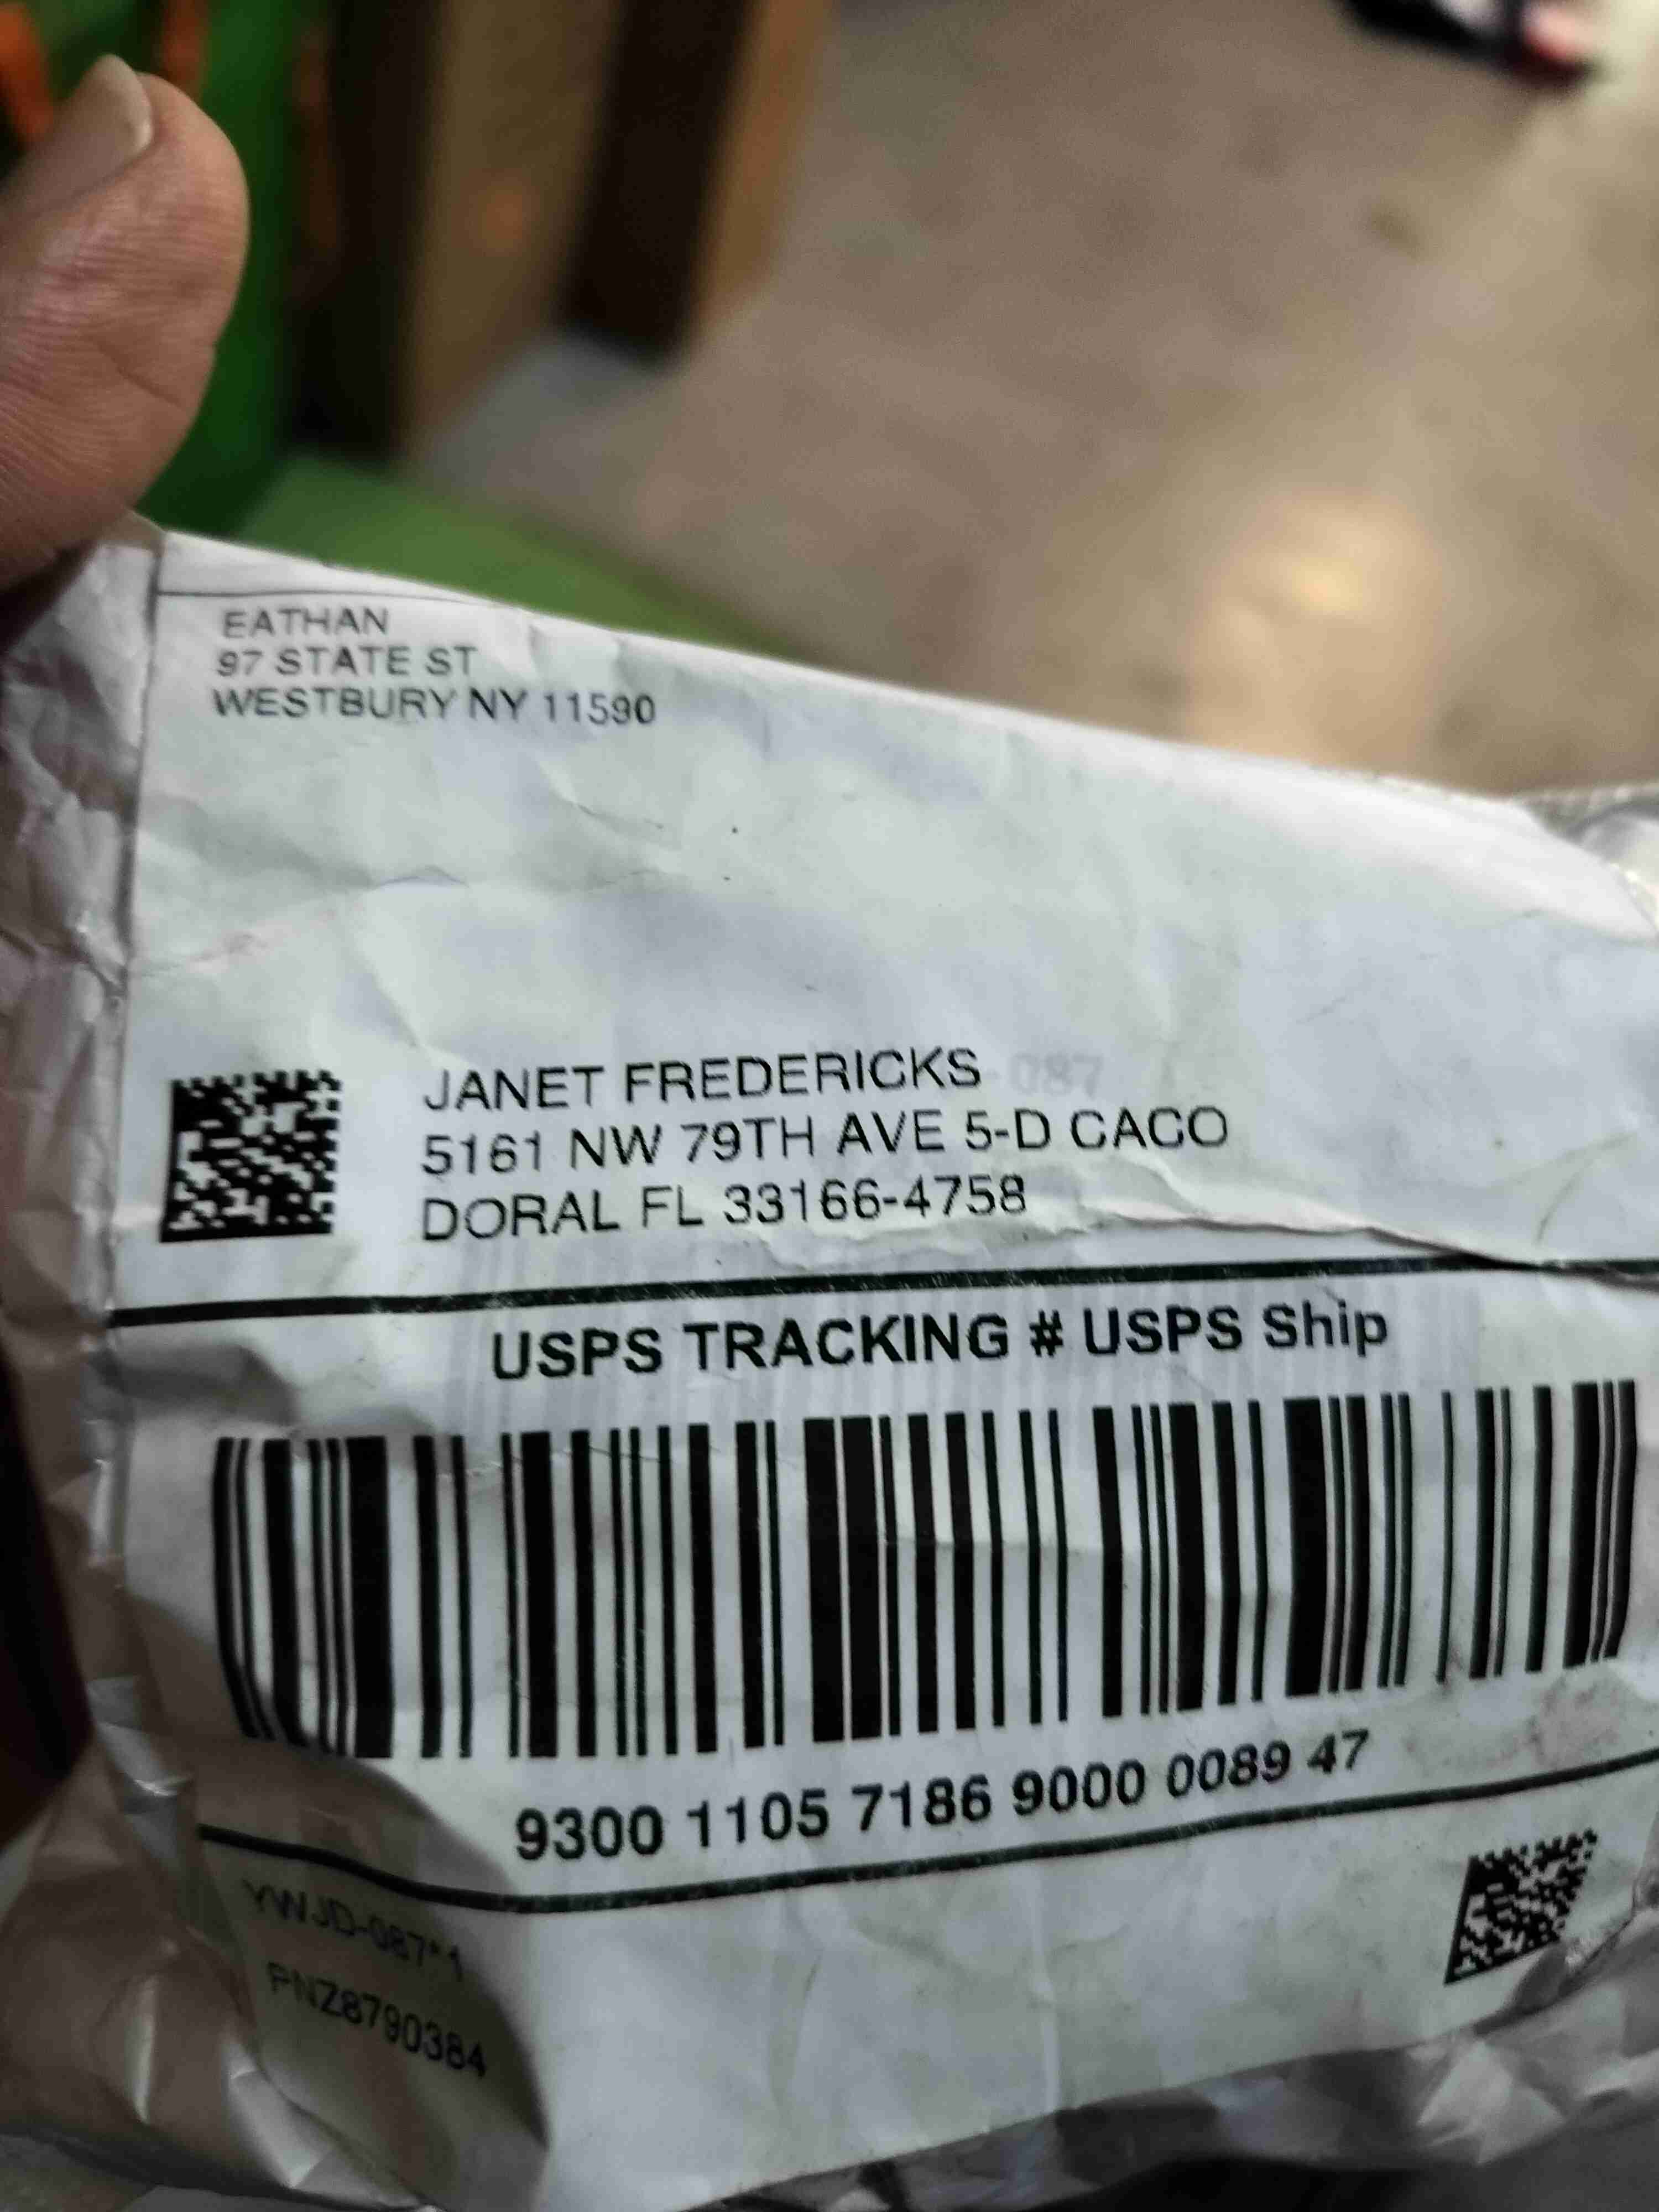 EATHAN
97 STATE ST
WESTBURY NY 11590
JANET FREDERICKS
087
5161 NW 79TH AVE 5-D CACO
DORAL FL 33166-4758
USPS TRACKING # USPS Ship
9300 1105 7186 9000 0089 47
YWJD-087*1
PNZ8790384